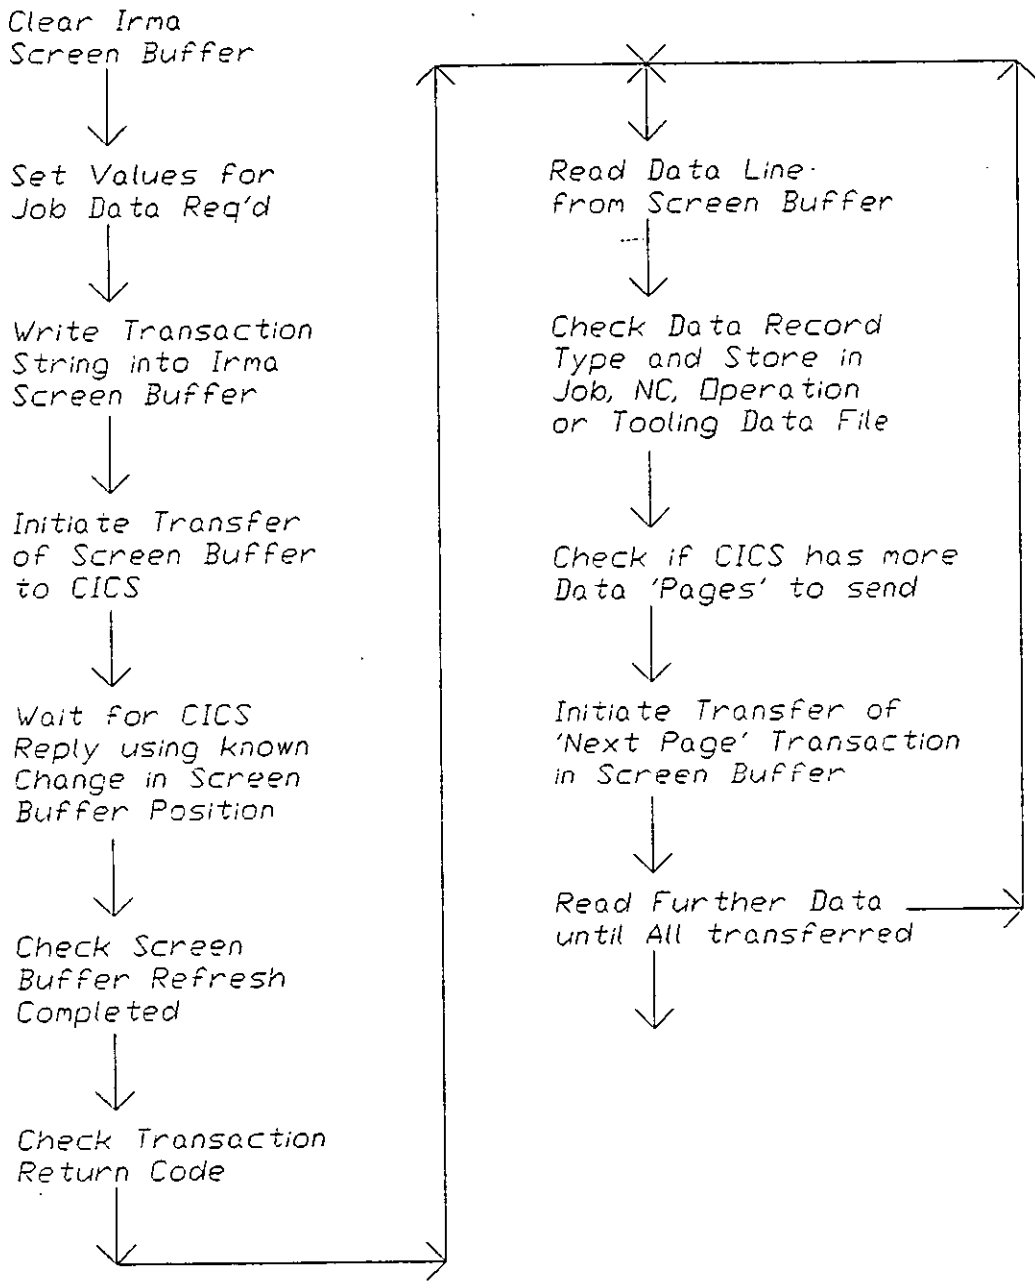 Clear Irma
Screen Buffer
Set Values for
Job Data Req'd
Write Transaction
String into Irma
Screen Buffer
Initiate Transfer
of Screen Buffer
to CICS
Wait for CICS
Reply using known
Change in Screen
Buffer Position
Check Screen
Buffer Refresh
Completed
Check Transaction
Return Code
Read Data Line
from Screen Buffer
Check Data Record
Type and Store in
Job, NC, Operation
or Tooling Data File
Check if CICS has more
Data 'Pages' to send
Initiate Transfer of
'Next Page' Transaction
in Screen Buffer
Read Further Data
until All transferred